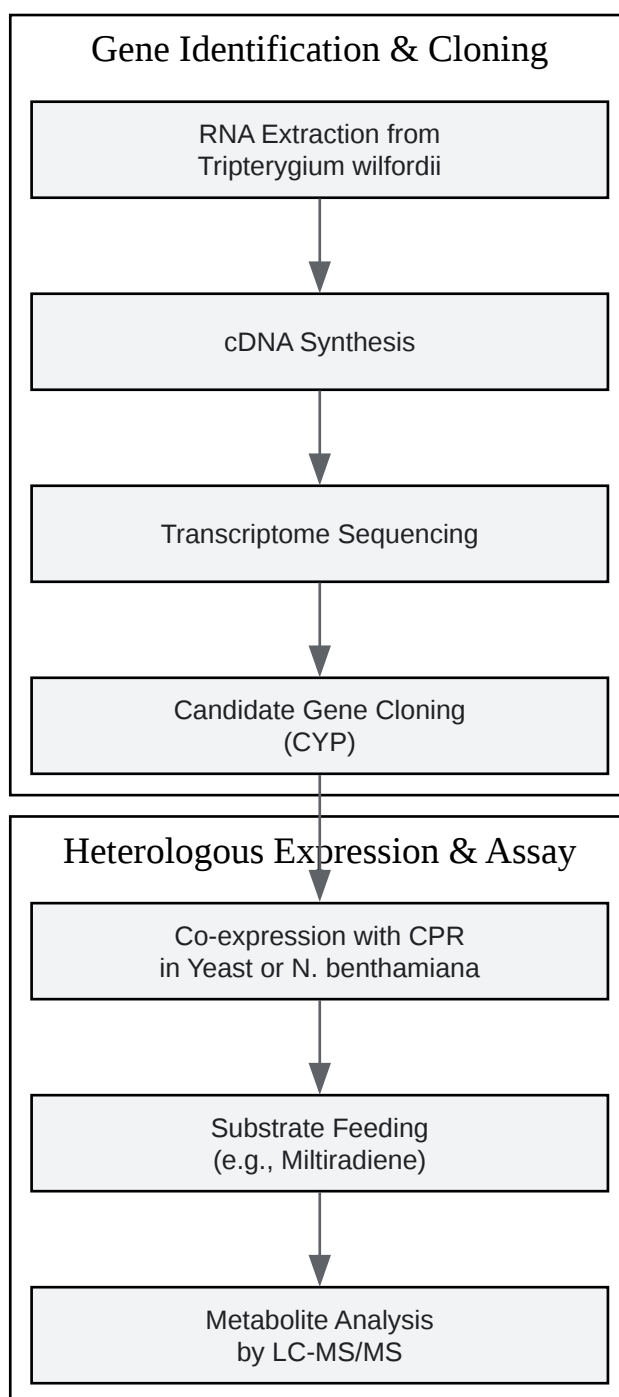 Gene Identification & Cloning
RNA Extraction from
Tripterygium wilfordii
cDNA Synthesis
Transcriptome Sequencing
Candidate Gene Cloning
(CYP)
Heterologous Expression & Assay
Co-expression with CPR
in Yeast or N. benthamiana
Substrate Feeding
(e.g., Miltiradiene)
Metabolite Analysis
by LC-MS/MS